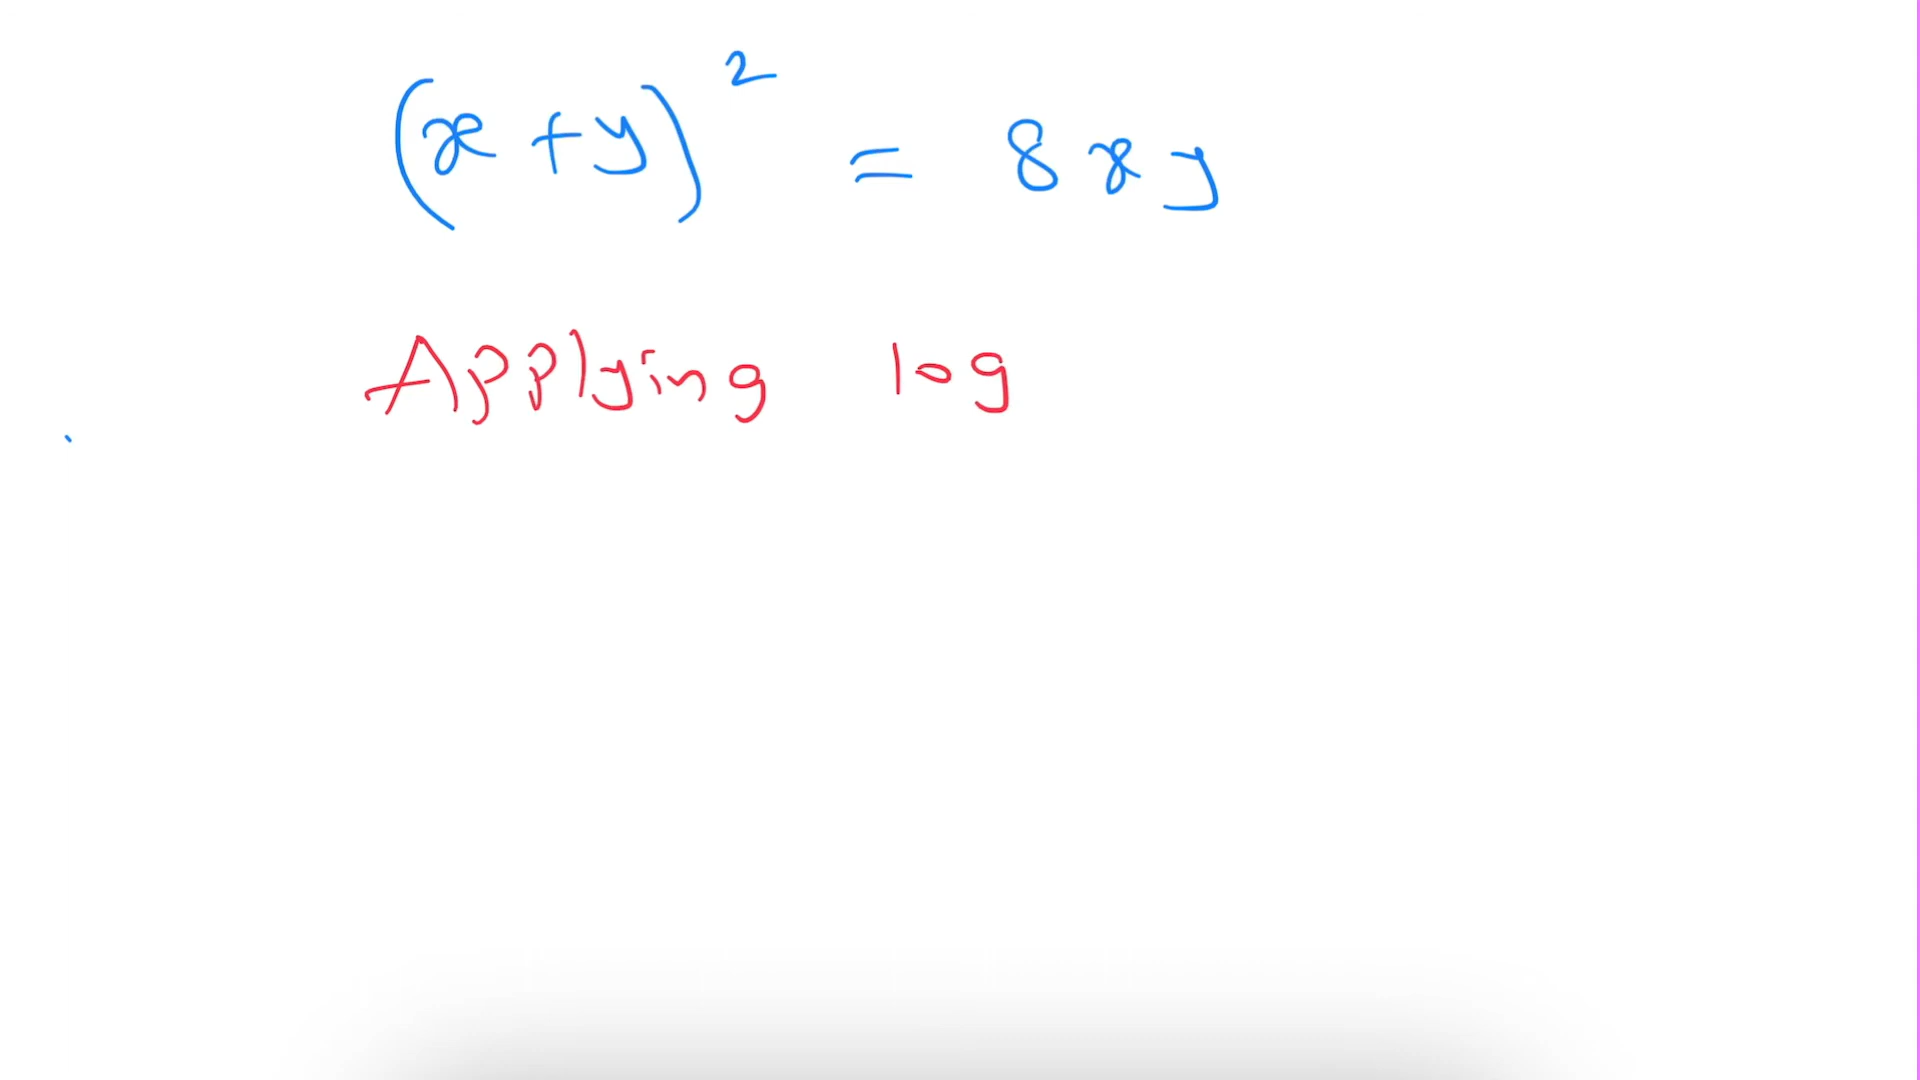 (x + y)² = 8xy
Applying log